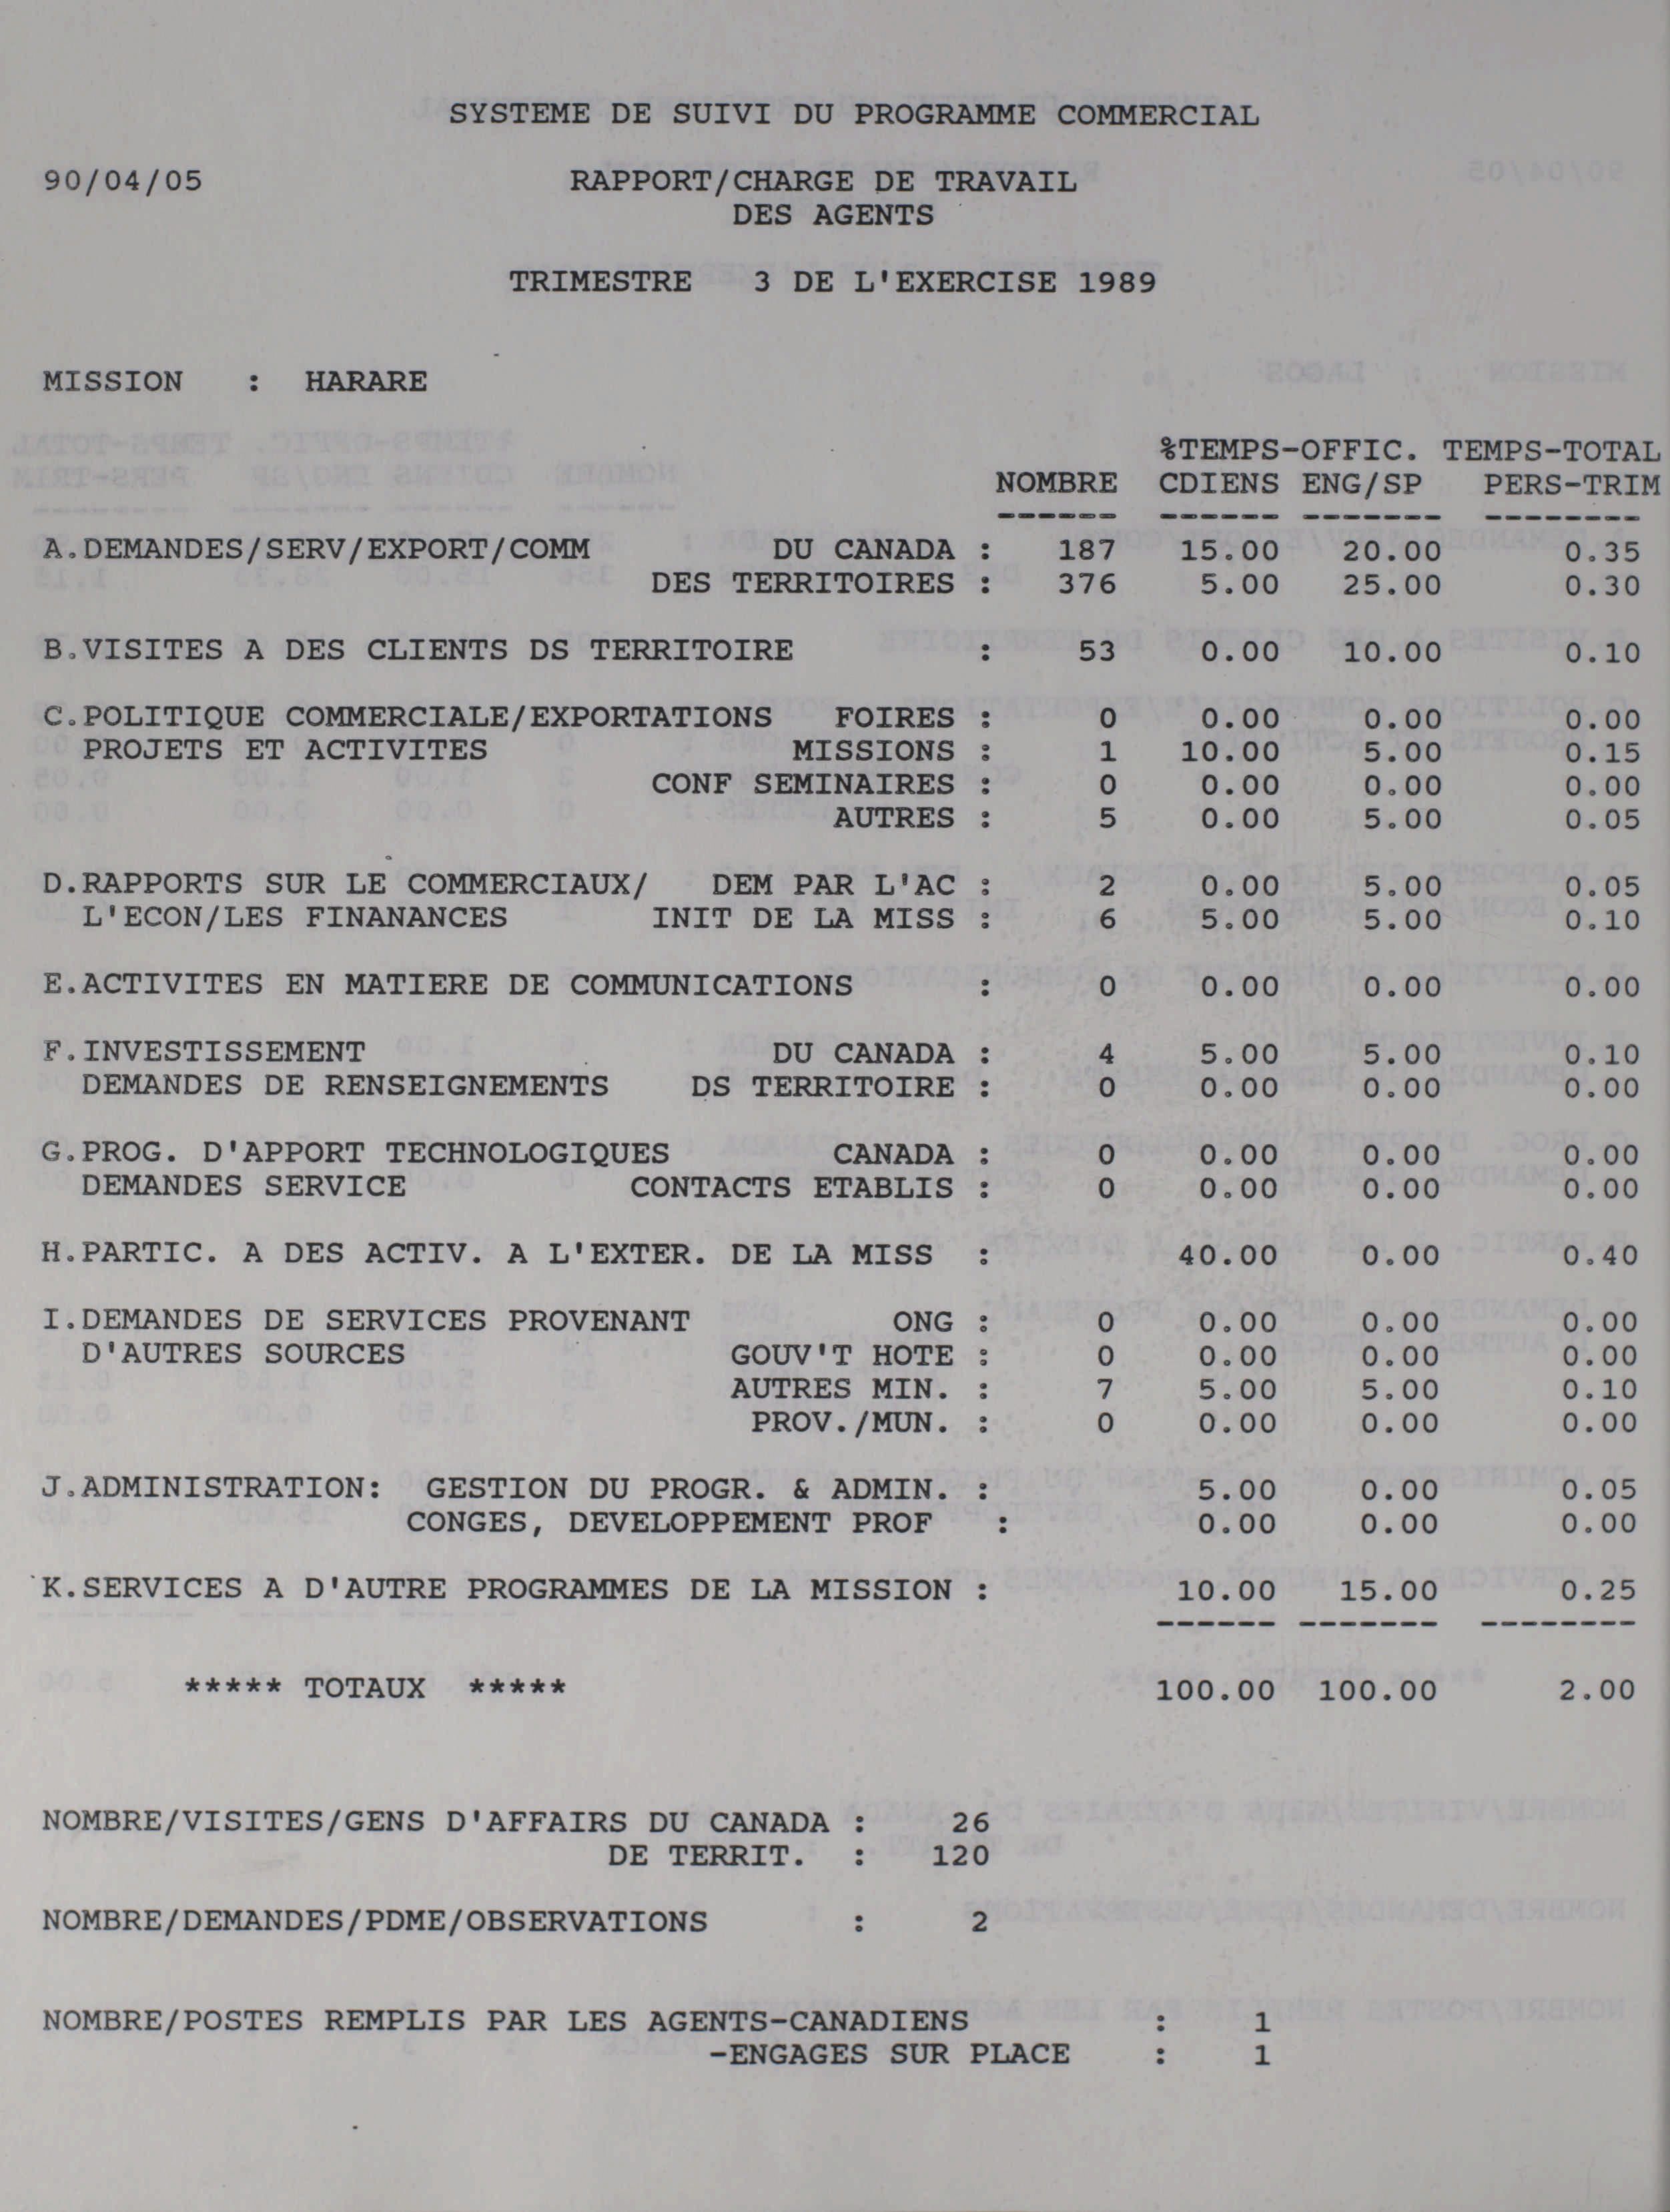 SYSTEME DE SUIVI DU PROGRAMME COMMERCIAL
90/04/05 RAPPORT/CHARGE DE TRAVAIL
DES AGENTS
TRIMESTRE 3 DE L'EXERCISE 1989
MISSION : HARARE
%TEMPS-OFFIC. TEMPS-TOTAL
NOMBRE CDIENS ENG/SP PERS-TRIM
------ ------ ------- --------
A.DEMANDES/SERV/EXPORT/COMM DU CANADA : 187 15.00 20.00 0.35
DES TERRITOIRES : 376 5.00 25.00 0.30
B.VISITES A DES CLIENTS DS TERRITOIRE : 53 0.00 10.00 0.10
C.POLITIQUE COMMERCIALE/EXPORTATIONS FOIRES : 0 0.00 0.00 0.00
PROJETS ET ACTIVITES MISSIONS : 1 10.00 5.00 0.15
CONF SEMINAIRES : 0 0.00 0.00 0.00
AUTRES : 5 0.00 5.00 0.05
D.RAPPORTS SUR LE COMMERCIAUX/ DEM PAR L'AC : 2 0.00 5.00 0.05
L'ECON/LES FINANANCES INIT DE LA MISS : 6 5.00 5.00 0.10
E.ACTIVITES EN MATIERE DE COMMUNICATIONS : 0 0.00 0.00 0.00
F.INVESTISSEMENT DU CANADA : 4 5.00 5.00 0.10
DEMANDES DE RENSEIGNEMENTS DS TERRITOIRE : 0 0.00 0.00 0.00
G.PROG. D'APPORT TECHNOLOGIQUES CANADA : 0 0.00 0.00 0.00
DEMANDES SERVICE CONTACTS ETABLIS : 0 0.00 0.00 0.00
H.PARTIC. A DES ACTIV. A L'EXTER. DE LA MISS : 40.00 0.00 0.40
I.DEMANDES DE SERVICES PROVENANT ONG : 0 0.00 0.00 0.00
D'AUTRES SOURCES GOUV'T HOTE : 0 0.00 0.00 0.00
AUTRES MIN. : 7 5.00 5.00 0.10
PROV./MUN. : 0 0.00 0.00 0.00
J.ADMINISTRATION: GESTION DU PROGR. & ADMIN. : 5.00 0.00 0.05
CONGES, DEVELOPPEMENT PROF : 0.00 0.00 0.00
K.SERVICES A D'AUTRE PROGRAMMES DE LA MISSION : 10.00 15.00 0.25
------ ------- --------
***** TOTAUX ***** 100.00 100.00 2.00
NOMBRE/VISITES/GENS D'AFFAIRS DU CANADA : 26
DE TERRIT. : 120
NOMBRE/DEMANDES/PDME/OBSERVATIONS : 2
NOMBRE/POSTES REMPLIS PAR LES AGENTS-CANADIENS : 1
-ENGAGES SUR PLACE : 1